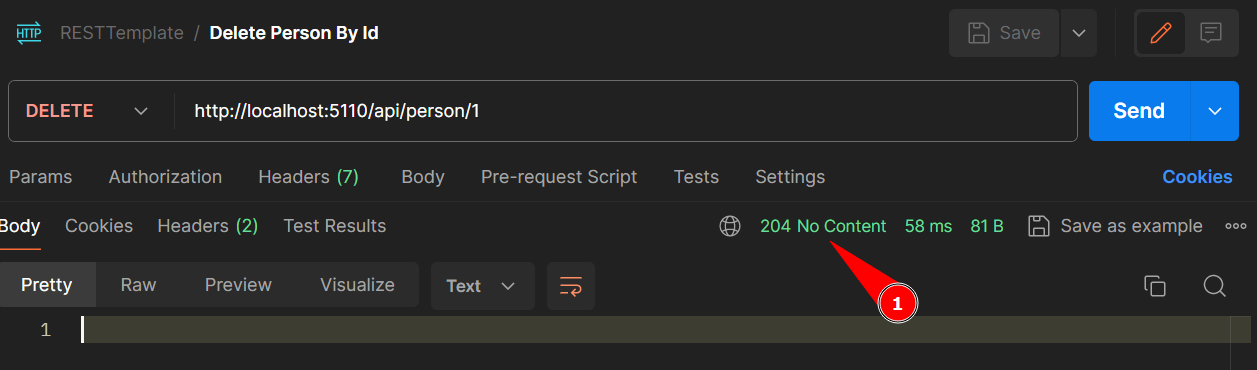 HTTP RESTTemplate / Delete Person By Id Save
DELETE http://localhost:5110/api/person/1 Send
Params Authorization Headers (7) Body Pre-request Script Tests Settings Cookies
Body Cookies Headers (2) Test Results 204 No Content 58 ms 81 B Save as example
Pretty Raw Preview Visualize Text
1
1